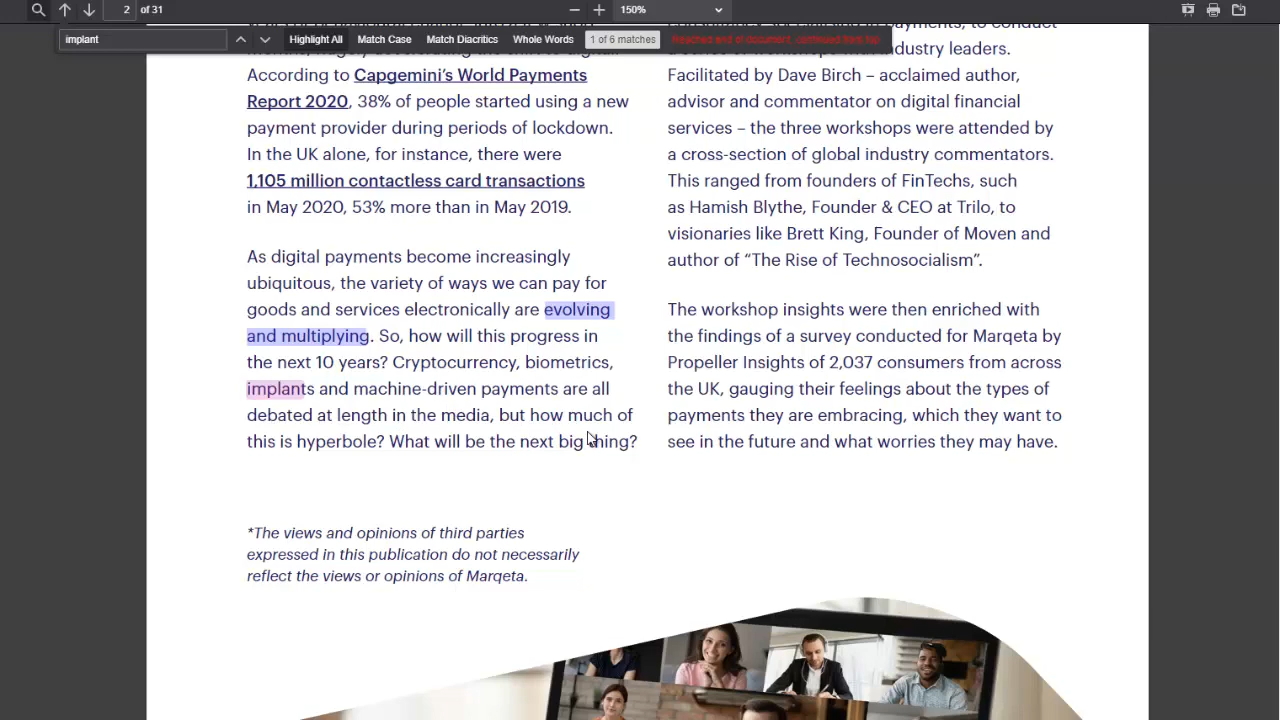 2 of 31
150%
implant
Highlight All
Match Case
Match Diacritics
Whole Words
1 of 6 matches
Reached end of document, continued from top
According to Capgemini's World Payments
Report 2020, 38% of people started using a new
payment provider during periods of lockdown.
In the UK alone, for instance, there were
1,105 million contactless card transactions
in May 2020, 53% more than in May 2019.
As digital payments become increasingly
ubiquitous, the variety of ways we can pay for
goods and services electronically are evolving
and multiplying. So, how will this progress in
the next 10 years? Cryptocurrency, biometrics,
implants and machine-driven payments are all
debated at length in the media, but how much of
this is hyperbole? What will be the next big thing?
*The views and opinions of third parties
expressed in this publication do not necessarily
reflect the views or opinions of Marqeta.
payments, to conduct
industry leaders.
Facilitated by Dave Birch – acclaimed author,
advisor and commentator on digital financial
services – the three workshops were attended by
a cross-section of global industry commentators.
This ranged from founders of FinTechs, such
as Hamish Blythe, Founder & CEO at Trilo, to
visionaries like Brett King, Founder of Moven and
author of “The Rise of Technosocialism”.
The workshop insights were then enriched with
the findings of a survey conducted for Marqeta by
Propeller Insights of 2,037 consumers from across
the UK, gauging their feelings about the types of
payments they are embracing, which they want to
see in the future and what worries they may have.